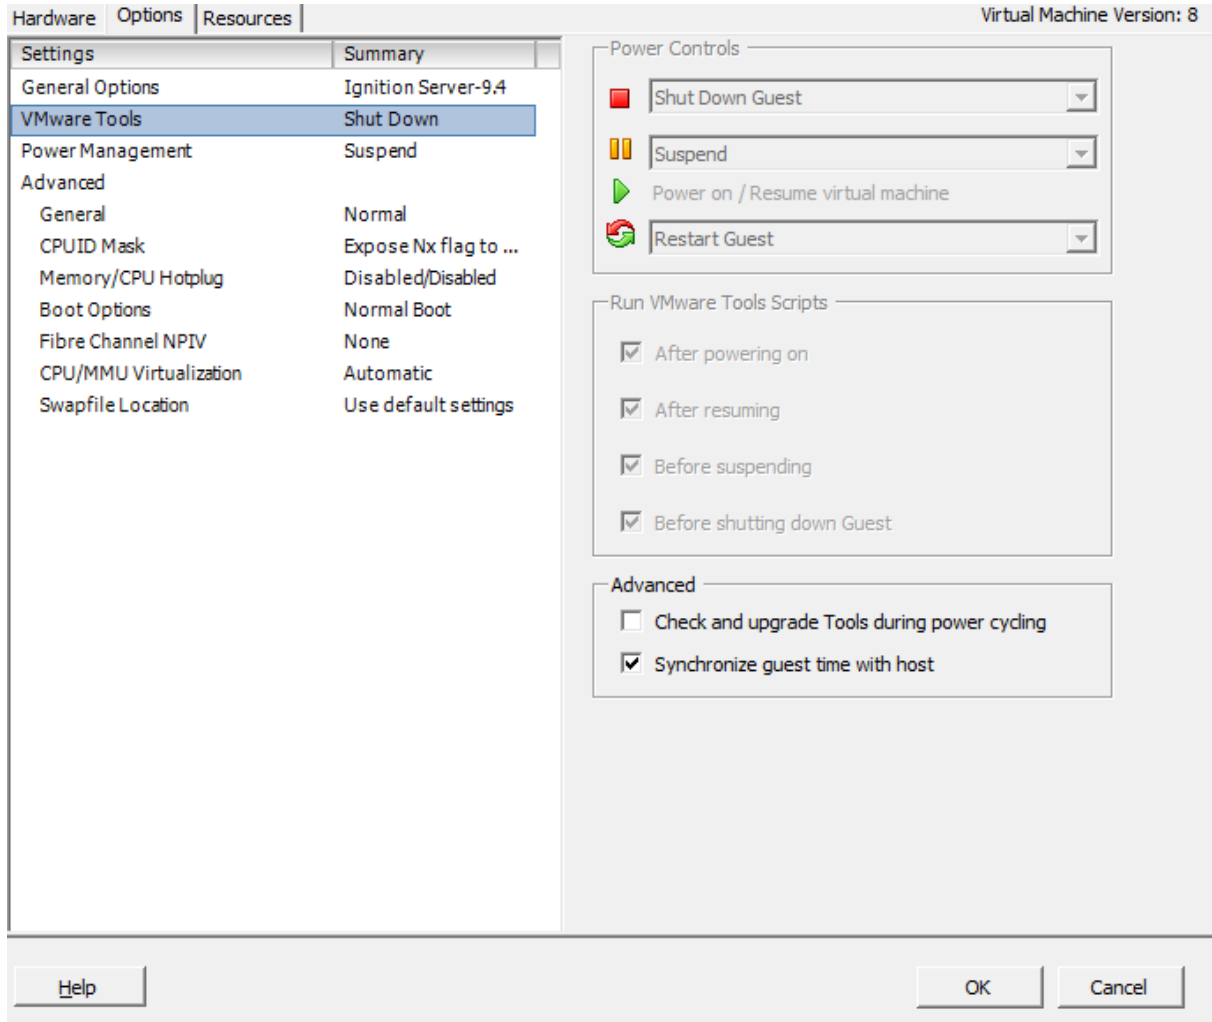 Hardware Options Resources Virtual Machine Version: 8
Settings Summary
General Options Ignition Server-9.4
VMware Tools Shut Down
Power Management Suspend
Advanced
General Normal
CPUID Mask Expose Nx flag to ...
Memory/CPU Hotplug Disabled/Disabled
Boot Options Normal Boot
Fibre Channel NPIV None
CPU/MMU Virtualization Automatic
Swapfile Location Use default settings
Power Controls
Shut Down Guest
Suspend
Power on / Resume virtual machine
Restart Guest
Run VMware Tools Scripts
After powering on
After resuming
Before suspending
Before shutting down Guest
Advanced
Check and upgrade Tools during power cycling
Synchronize guest time with host
Help OK Cancel